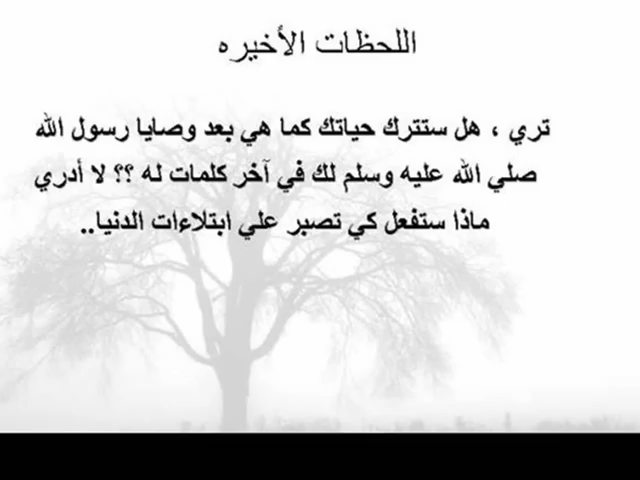 اللحظات الأخيره
تري ، هل ستترك حياتك كما هي بعد وصايا رسول الله
صلي الله عليه وسلم لك في آخر كلمات له ؟؟ لا أدري
ماذا ستفعل كي تصبر علي ابتلاءات الدنيا..